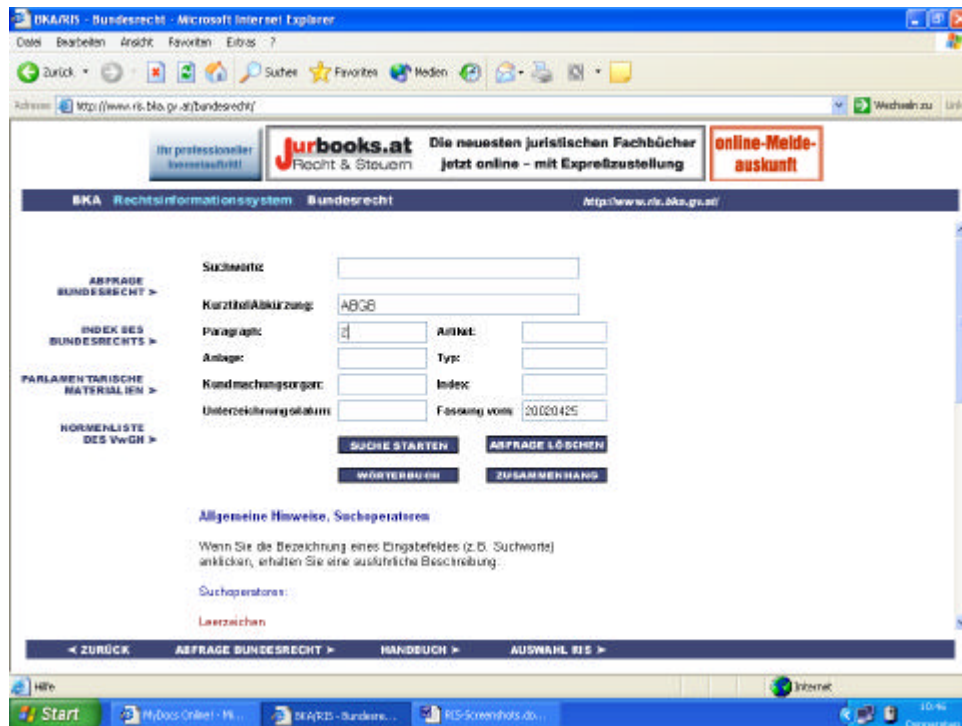 BKA/RIS - Bundesrecht - Microsoft Internet Explorer
Datei Bearbeiten Ansicht Favoriten Extras ?
Zurück Suchen Favoriten Medien
Adresse http://www.ris.bka.gv.at/bundesrecht/ Wechseln zu
Ihr professioneller
Internetauftritt!
Jurbooks.at
Recht & Steuern
Die neuesten juristischen Fachbücher
jetzt online - mit Expreßzustellung
online-Melde-
auskunft
BKA Rechtsinformationssystem Bundesrecht http://www.ris.bka.gv.at/
Suchworte:
ABFRAGE
BUNDESRECHT >
Kurztitel/Abkürzung: ABGB
INDEX DES
BUNDESRECHTS >
Paragraph: 2 Artikel:
Anlage: Typ:
PARLAMENTARISCHE
MATERIALIEN >
Kundmachungsorgan: Index:
Unterzeichnungsdatum: Fassung vom: 20020425
NORMENLISTE
DES VwGH >
SUCHE STARTEN ABFRAGE LÖSCHEN
WÖRTERBUCH ZUSAMMENHANG
Allgemeine Hinweise, Suchoperatoren
Wenn Sie die Bezeichnung eines Eingabefeldes (z.B. Suchworte)
anklicken, erhalten Sie eine ausführliche Beschreibung.
Suchoperatoren:
Leerzeichen
< ZURÜCK ABFRAGE BUNDESRECHT > HANDBUCH > AUSWAHL RIS >
Hilfe Internet
Start MyDocs Online! - Mi... BKA/RIS - Bundesre... RIS-Screenshots.do... 10:46
Donnerstag